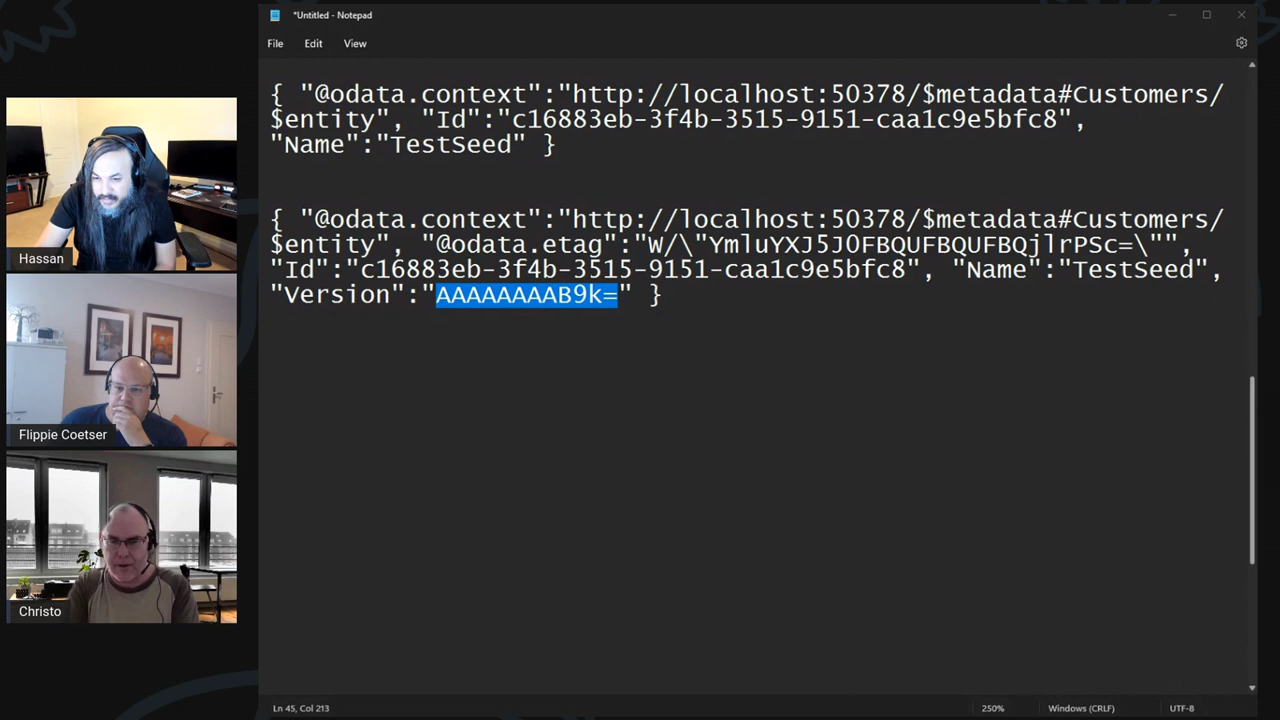 *Untitled - Notepad
File Edit View
{ "@odata.context":"http://localhost:50378/$metadata#Customers/
$entity", "Id":"c16883eb-3f4b-3515-9151-caa1c9e5bfc8",
"Name":"TestSeed" }
{ "@odata.context":"http://localhost:50378/$metadata#Customers/
$entity", "@odata.etag":"W/\"YmluYXJ5J0FBQUFBQUFBQjlrPSc=\"",
"Id":"c16883eb-3f4b-3515-9151-caa1c9e5bfc8", "Name":"TestSeed",
"Version":"AAAAAAAAB9k=" }
Hassan
Flippie Coetser
Christo
Ln 45, Col 213
250%
Windows (CRLF)
UTF-8